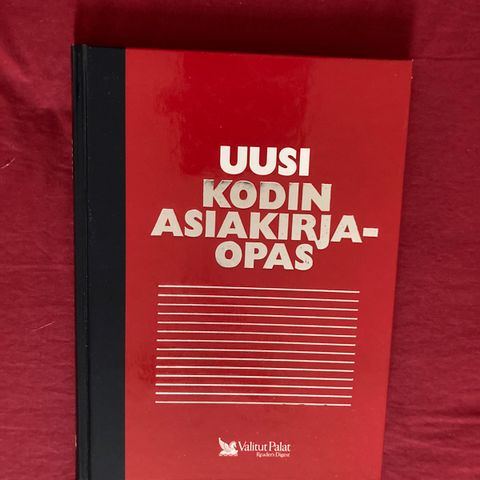 UUSI
KODIN
ASIAKIRJA-
OPAS
Valitut Palat
Reader's Digest